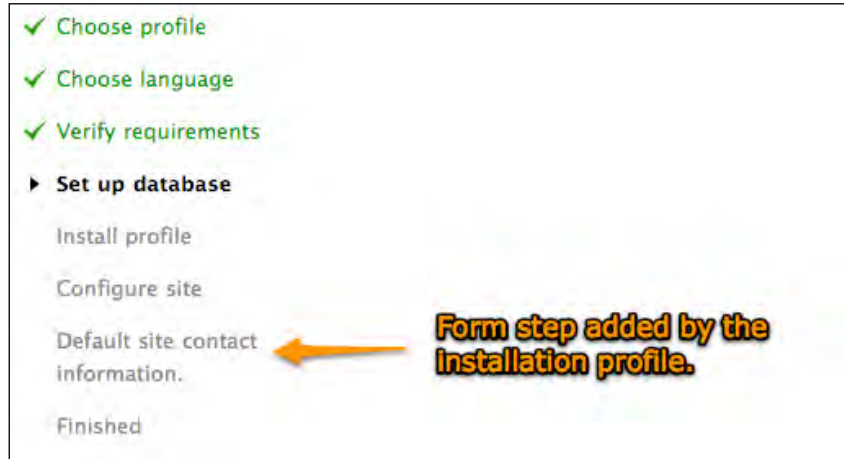 Choose profile
Choose language
Verify requirements
Set up database
Install profile
Configure site
Default site contact
information.
Form step added by the
installation profile.
Finished